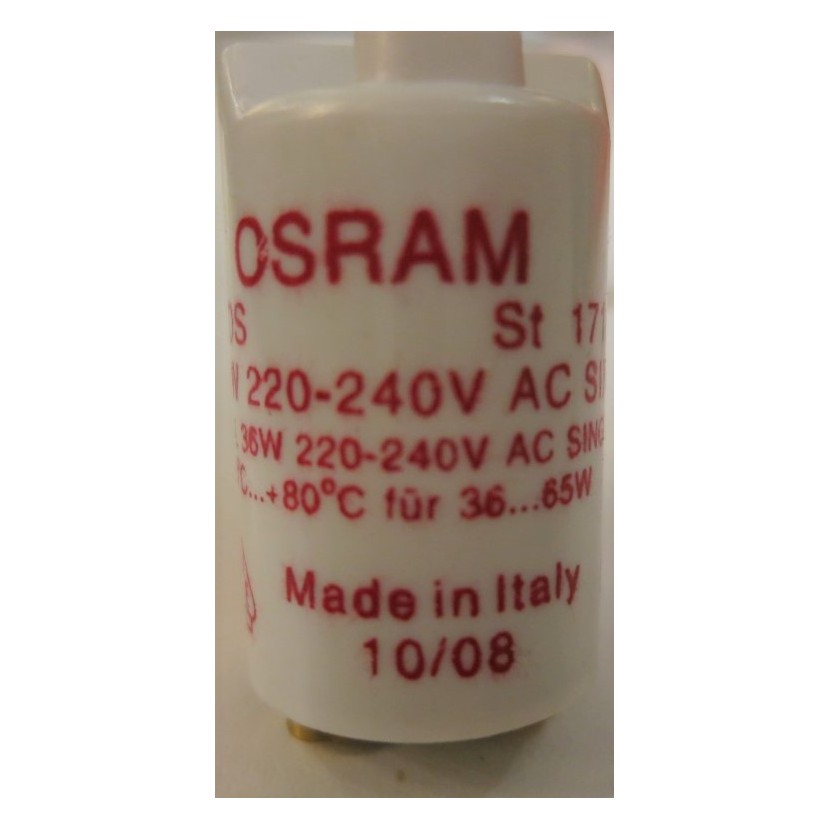 OSRAM
St 171
220-240V AC
36W 220-240V AC SING
°C...+80°C für 36...65W
Made in Italy
10/08